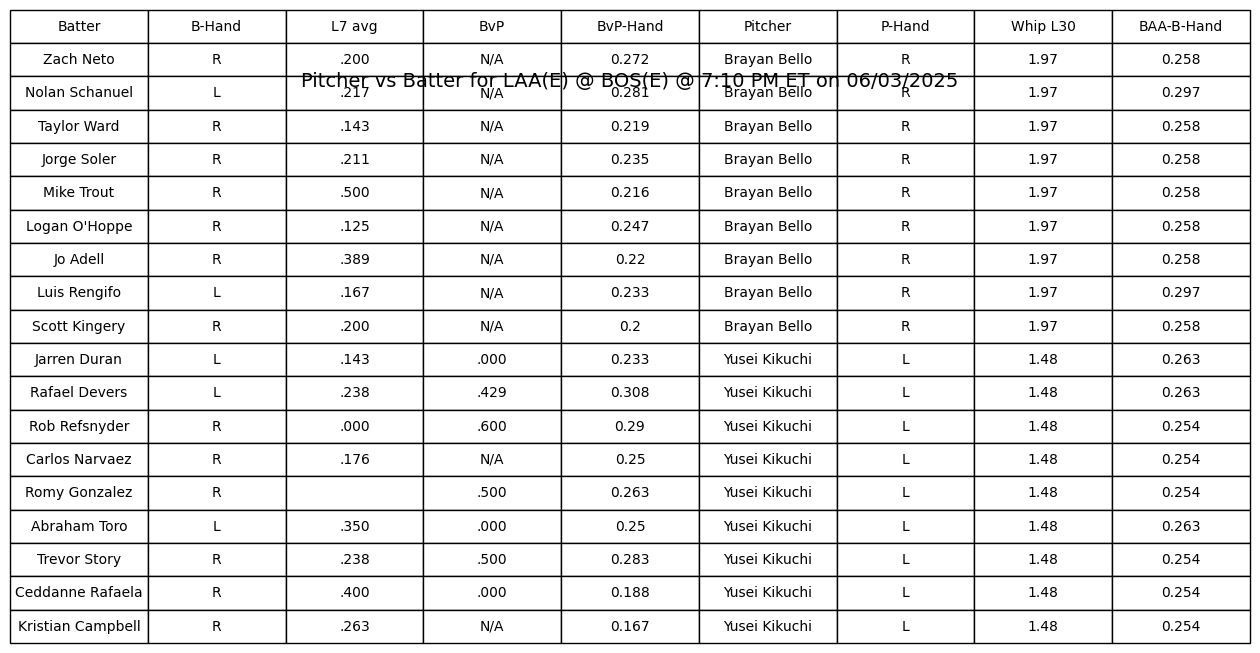 Batter B-Hand L7 avg BvP BvP-Hand Pitcher P-Hand Whip L30 BAA-B-Hand
Zach Neto R .200 N/A 0.272 Brayan Bello R 1.97 0.258
Pitcher vs Batter for LAA(E) @ BOS(E) @ 7:10 PM ET on 06/03/2025
Nolan Schanuel L .217 N/A 0.281 Brayan Bello R 1.97 0.297
Taylor Ward R .143 N/A 0.219 Brayan Bello R 1.97 0.258
Jorge Soler R .211 N/A 0.235 Brayan Bello R 1.97 0.258
Mike Trout R .500 N/A 0.216 Brayan Bello R 1.97 0.258
Logan O'Hoppe R .125 N/A 0.247 Brayan Bello R 1.97 0.258
Jo Adell R .389 N/A 0.22 Brayan Bello R 1.97 0.258
Luis Rengifo L .167 N/A 0.233 Brayan Bello R 1.97 0.297
Scott Kingery R .200 N/A 0.2 Brayan Bello R 1.97 0.258
Jarren Duran L .143 .000 0.233 Yusei Kikuchi L 1.48 0.263
Rafael Devers L .238 .429 0.308 Yusei Kikuchi L 1.48 0.263
Rob Refsnyder R .000 .600 0.29 Yusei Kikuchi L 1.48 0.254
Carlos Narvaez R .176 N/A 0.25 Yusei Kikuchi L 1.48 0.254
Romy Gonzalez R .500 0.263 Yusei Kikuchi L 1.48 0.254
Abraham Toro L .350 .000 0.25 Yusei Kikuchi L 1.48 0.263
Trevor Story R .238 .500 0.283 Yusei Kikuchi L 1.48 0.254
Ceddanne Rafaela R .400 .000 0.188 Yusei Kikuchi L 1.48 0.254
Kristian Campbell R .263 N/A 0.167 Yusei Kikuchi L 1.48 0.254